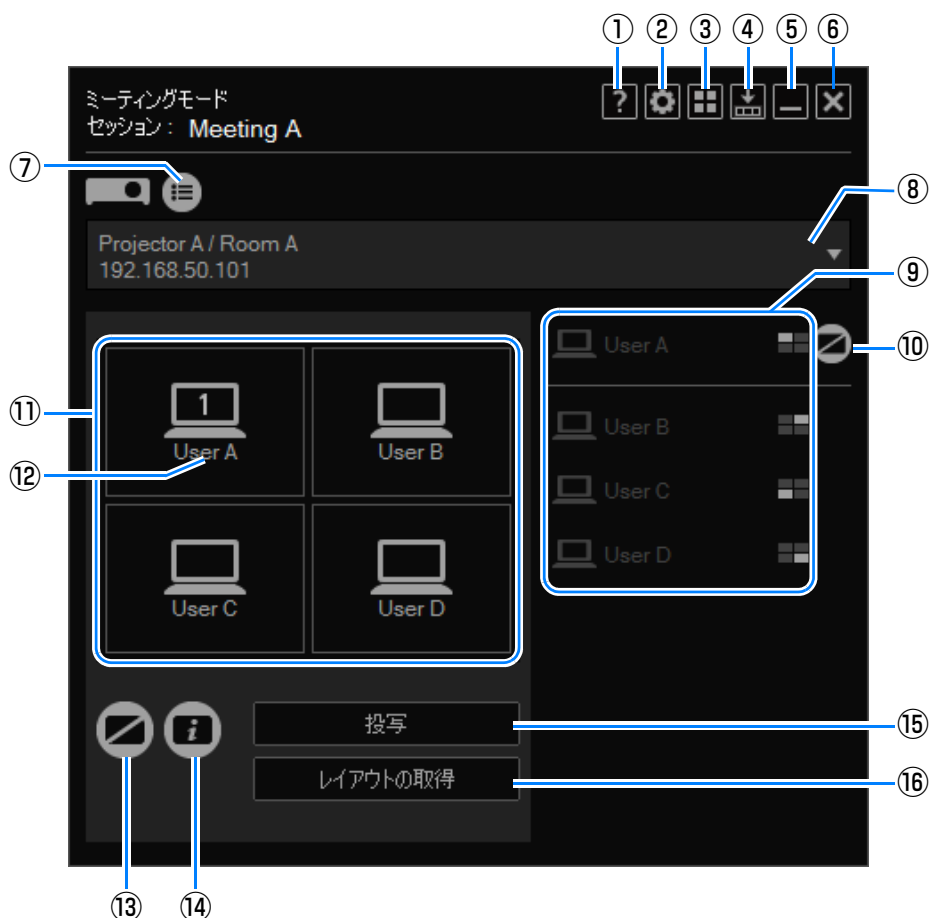 ① ② ③ ④ ⑤ ⑥
ミーティングモード
セッション： Meeting A
?
⑦
⑧
Projector A / Room A
192.168.50.101
⑨
User A
⑩
1
User A
User B
⑪
User B
⑫
User C
User D
User C
User D
i
投写
⑮
レイアウトの取得
⑯
⑬ ⑭